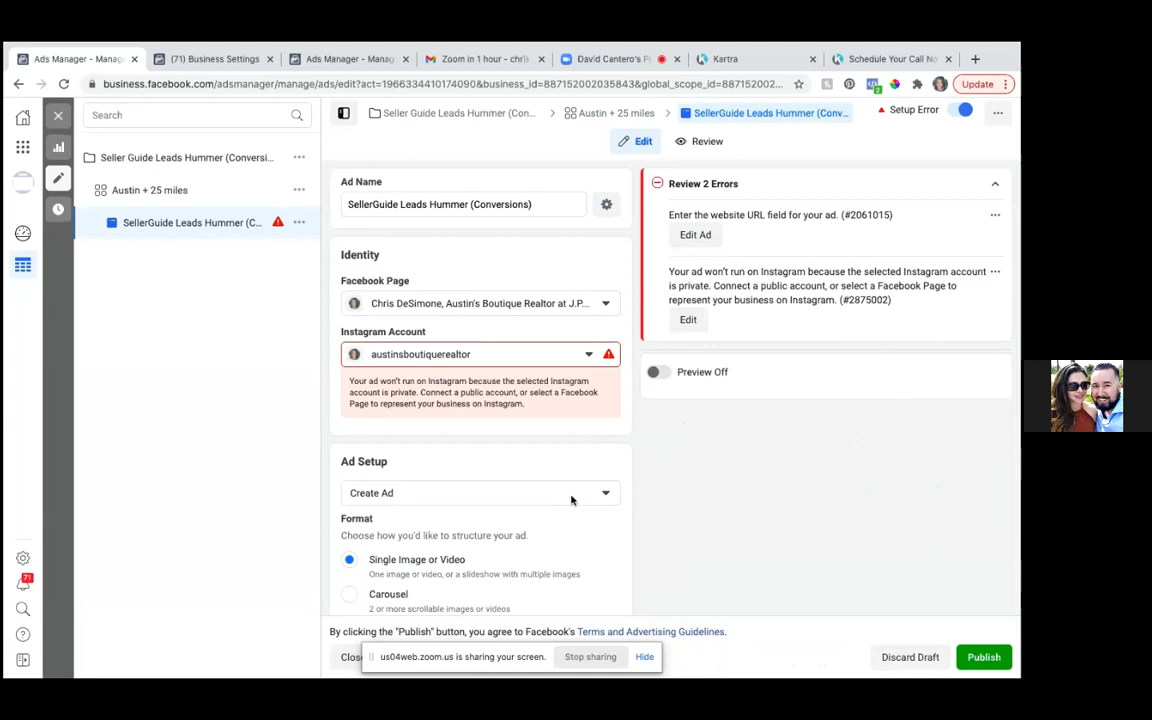 Ads Manager - Manag
(71) Business Settings
Ads Manager - Manag
Zoom in 1 hour - chris
David Cantero's P
Kartra
Schedule Your Call No
business.facebook.com/adsmanager/manage/ads/edit?act=1966334410174090&business_id=887152002035843&global_scope_id=887152002035843&global_scope_id=88715200
Update
Search
Seller Guide Leads Hummer (Con...
Austin + 25 miles
SellerGuide Leads Hummer (Conv...
Setup Error
Edit
Review
Seller Guide Leads Hummer (Conversi...
Austin + 25 miles
SellerGuide Leads Hummer (C...
Ad Name
SellerGuide Leads Hummer (Conversions)
Identity
Facebook Page
Chris DeSimone, Austin's Boutique Realtor at J.P...
Instagram Account
austinsboutiquerealtor
Your ad won't run on Instagram because the selected Instagram
account is private. Connect a public account, or select a Facebook
Page to represent your business on Instagram.
Ad Setup
Create Ad
Format
Choose how you'd like to structure your ad.
Single Image or Video
One image or video, or a slideshow with multiple images
Carousel
2 or more scrollable images or videos
Review 2 Errors
Enter the website URL field for your ad. (#2061015)
Edit Ad
Your ad won't run on Instagram because the selected Instagram account
is private. Connect a public account, or select a Facebook Page to
represent your business on Instagram. (#2875002)
Edit
Preview Off
By clicking the "Publish" button, you agree to Facebook's Terms and Advertising Guidelines.
Clos
us04web.zoom.us is sharing your screen.
Stop sharing
Hide
Discard Draft
Publish
71
2